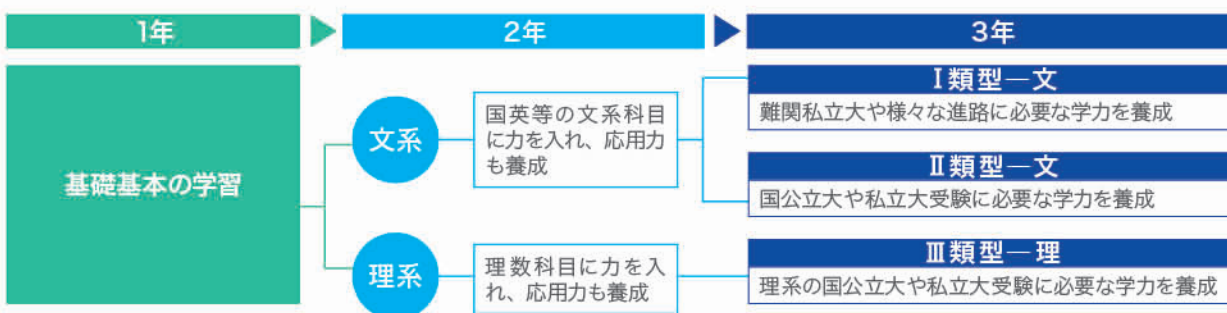 1年
2年
3年
基礎基本の学習
文系
国英等の文系科目
に力を入れ、応用力
も養成
Ⅰ類型―文
難関私立大や様々な進路に必要な学力を養成
Ⅱ類型―文
国公立大や私立大受験に必要な学力を養成
理系
理数科目に力を入
れ、応用力も養成
Ⅲ類型―理
理系の国公立大や私立大受験に必要な学力を養成